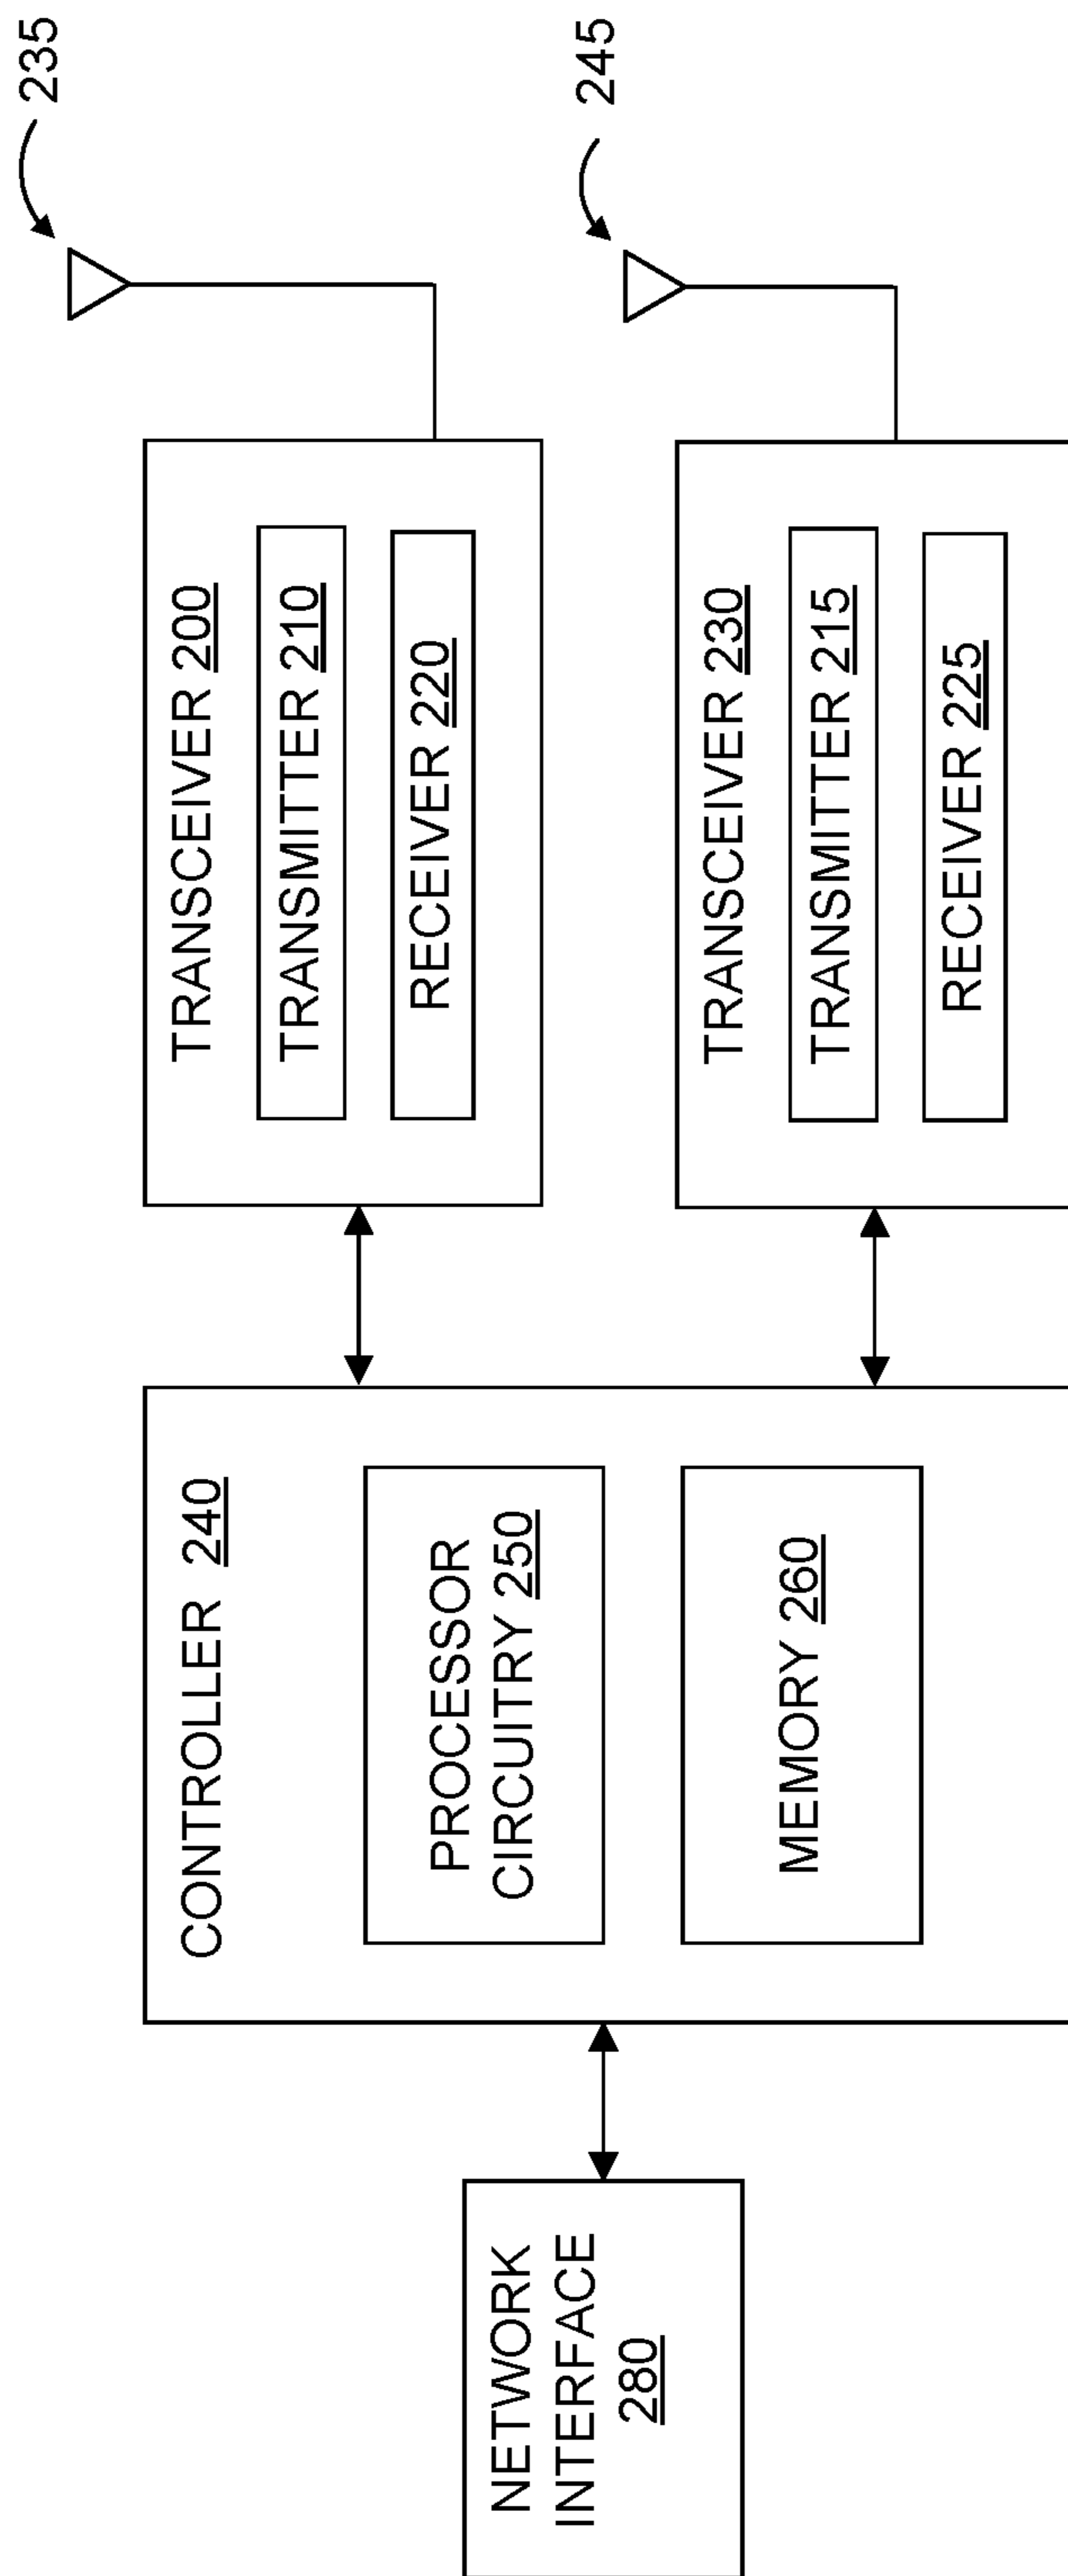 NETWORK
INTERFACE
280
CONTROLLER 240
PROCESSOR
CIRCUITRY 250
MEMORY 260
TRANSCEIVER 200
TRANSMITTER 210
RECEIVER 220
235
TRANSCEIVER 230
TRANSMITTER 215
RECEIVER 225
245